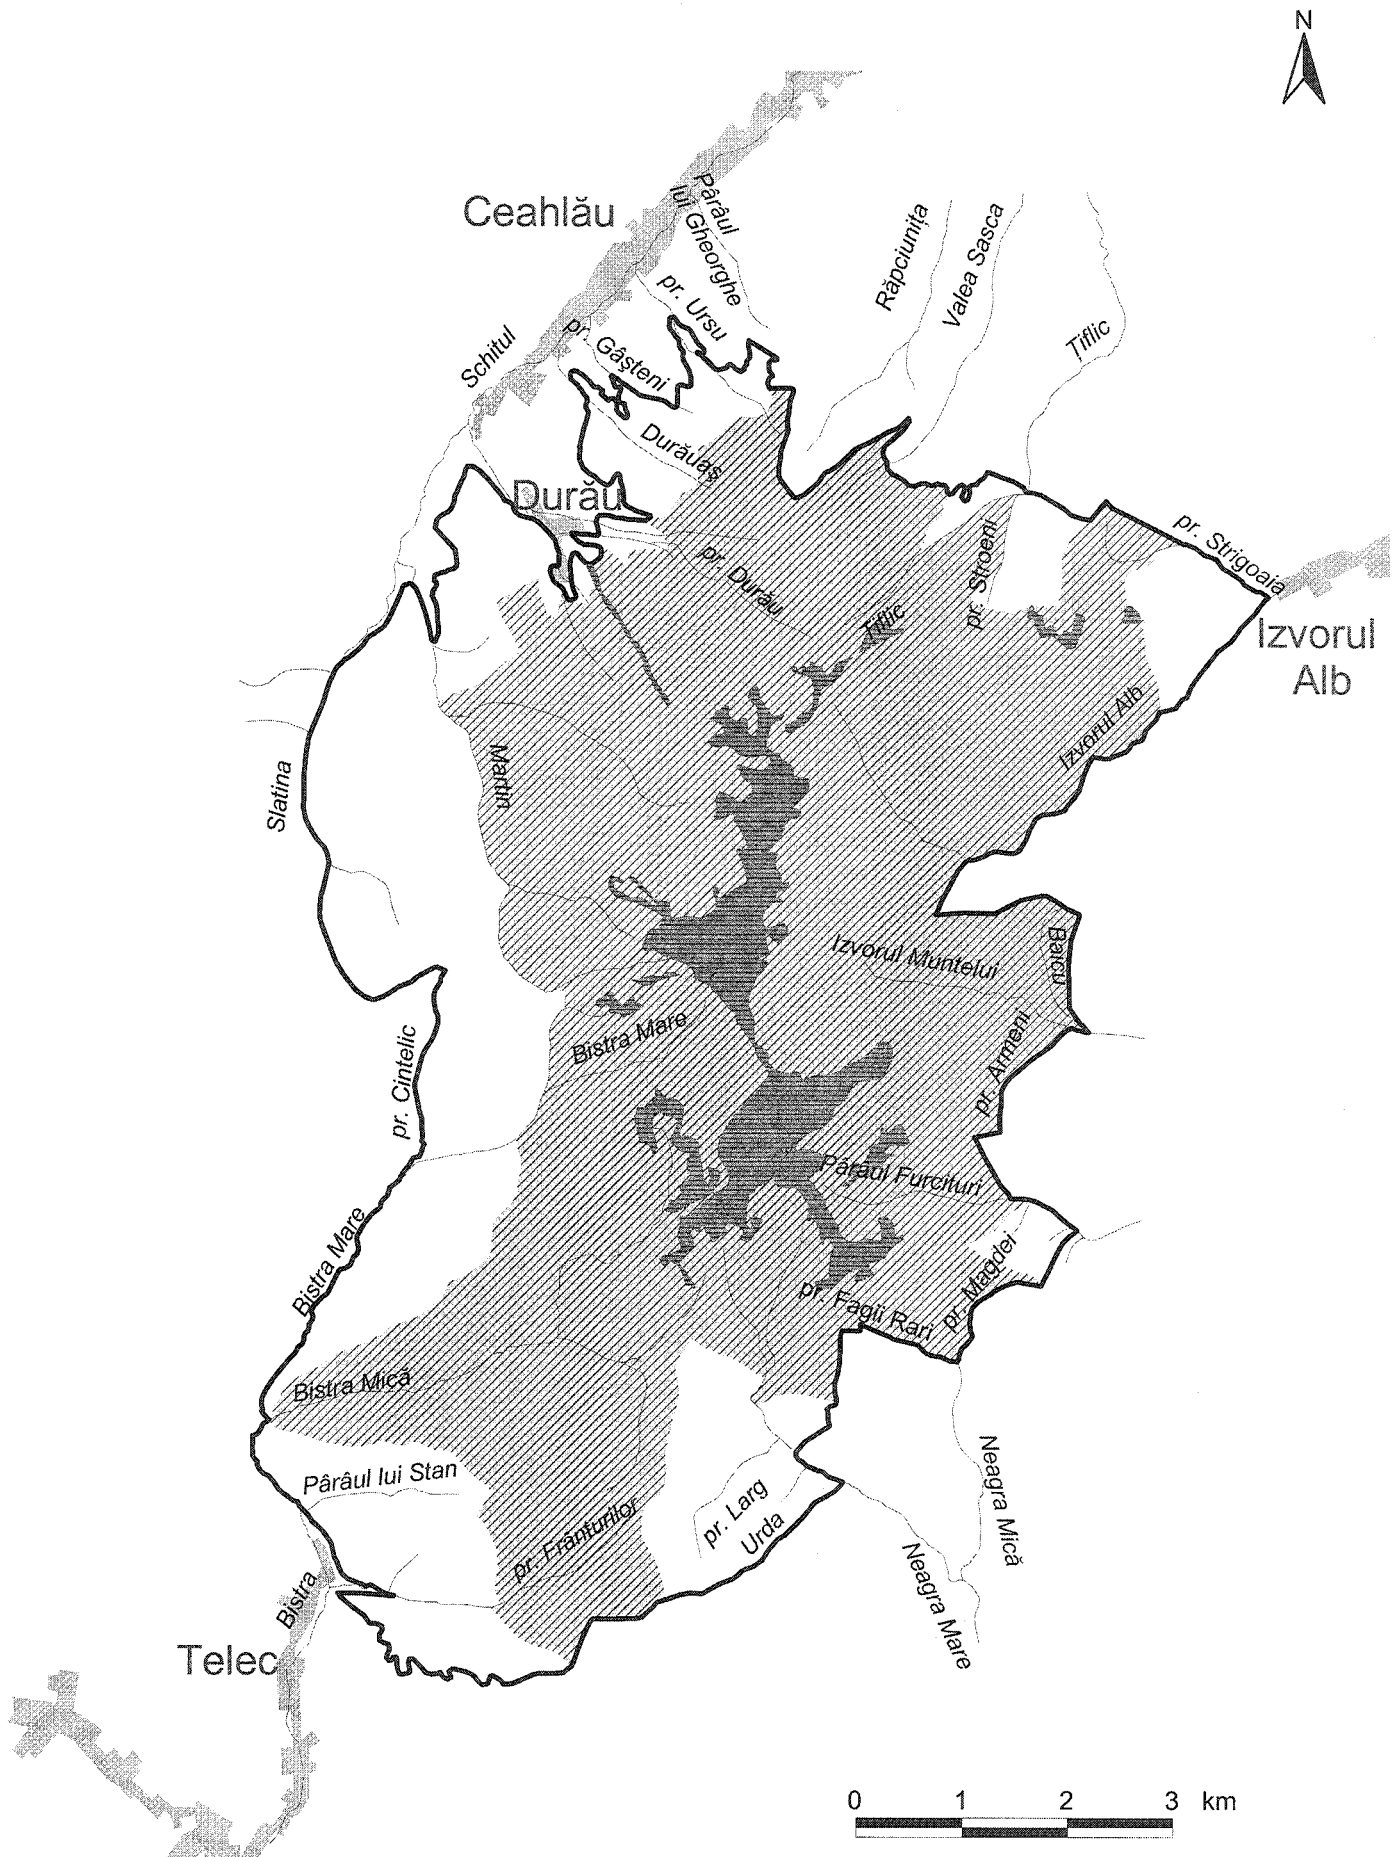 N
Ceahlău
Pârâul
lui Gheorghe
Răpciunița
Valea Sasca
pr. Ursu
Țiflic
Schitul
pr. Gâșteni
Durăuaș
Durău
pr. Strigoaia
pr. Stroeni
pr. Durău
Țiflic
Izvorul
Alb
Izvorul Alb
Martin
Slatina
Izvorul Muntelui
Baicu
Bistra Mare
pr. Armeni
pr. Cintelic
Pârâul Furcituri
Bistra Mare
pr. Magdei
pr. Fagii Rari
Bistra Mică
Pârâul lui Stan
Neagra Mică
pr. Larg
Urda
pr. Frânturilor
Neagra Mare
Bistra
Telec
0 1 2 3 km